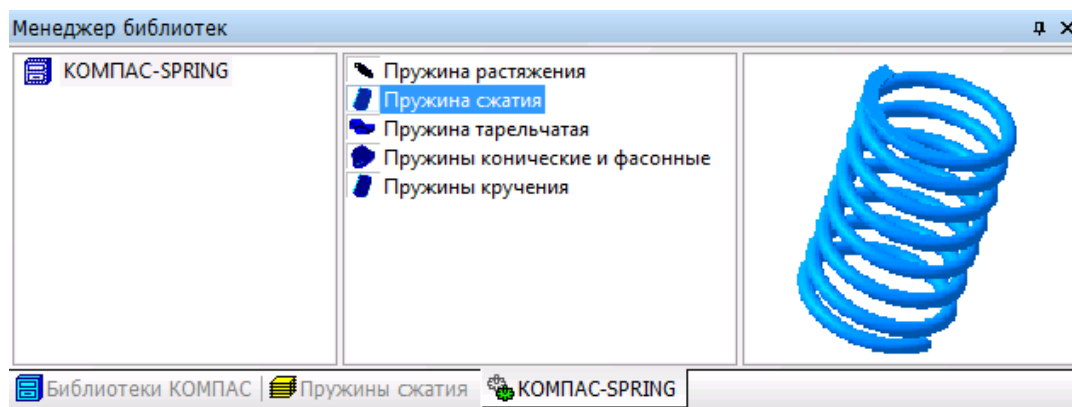 Менеджер библиотек
КОМПАС-SPRING
Пружина растяжения
Пружина сжатия
Пружина тарельчатая
Пружины конические и фасонные
Пружины кручения
Библиотеки КОМПАС
Пружины сжатия
КОМПАС-SPRING